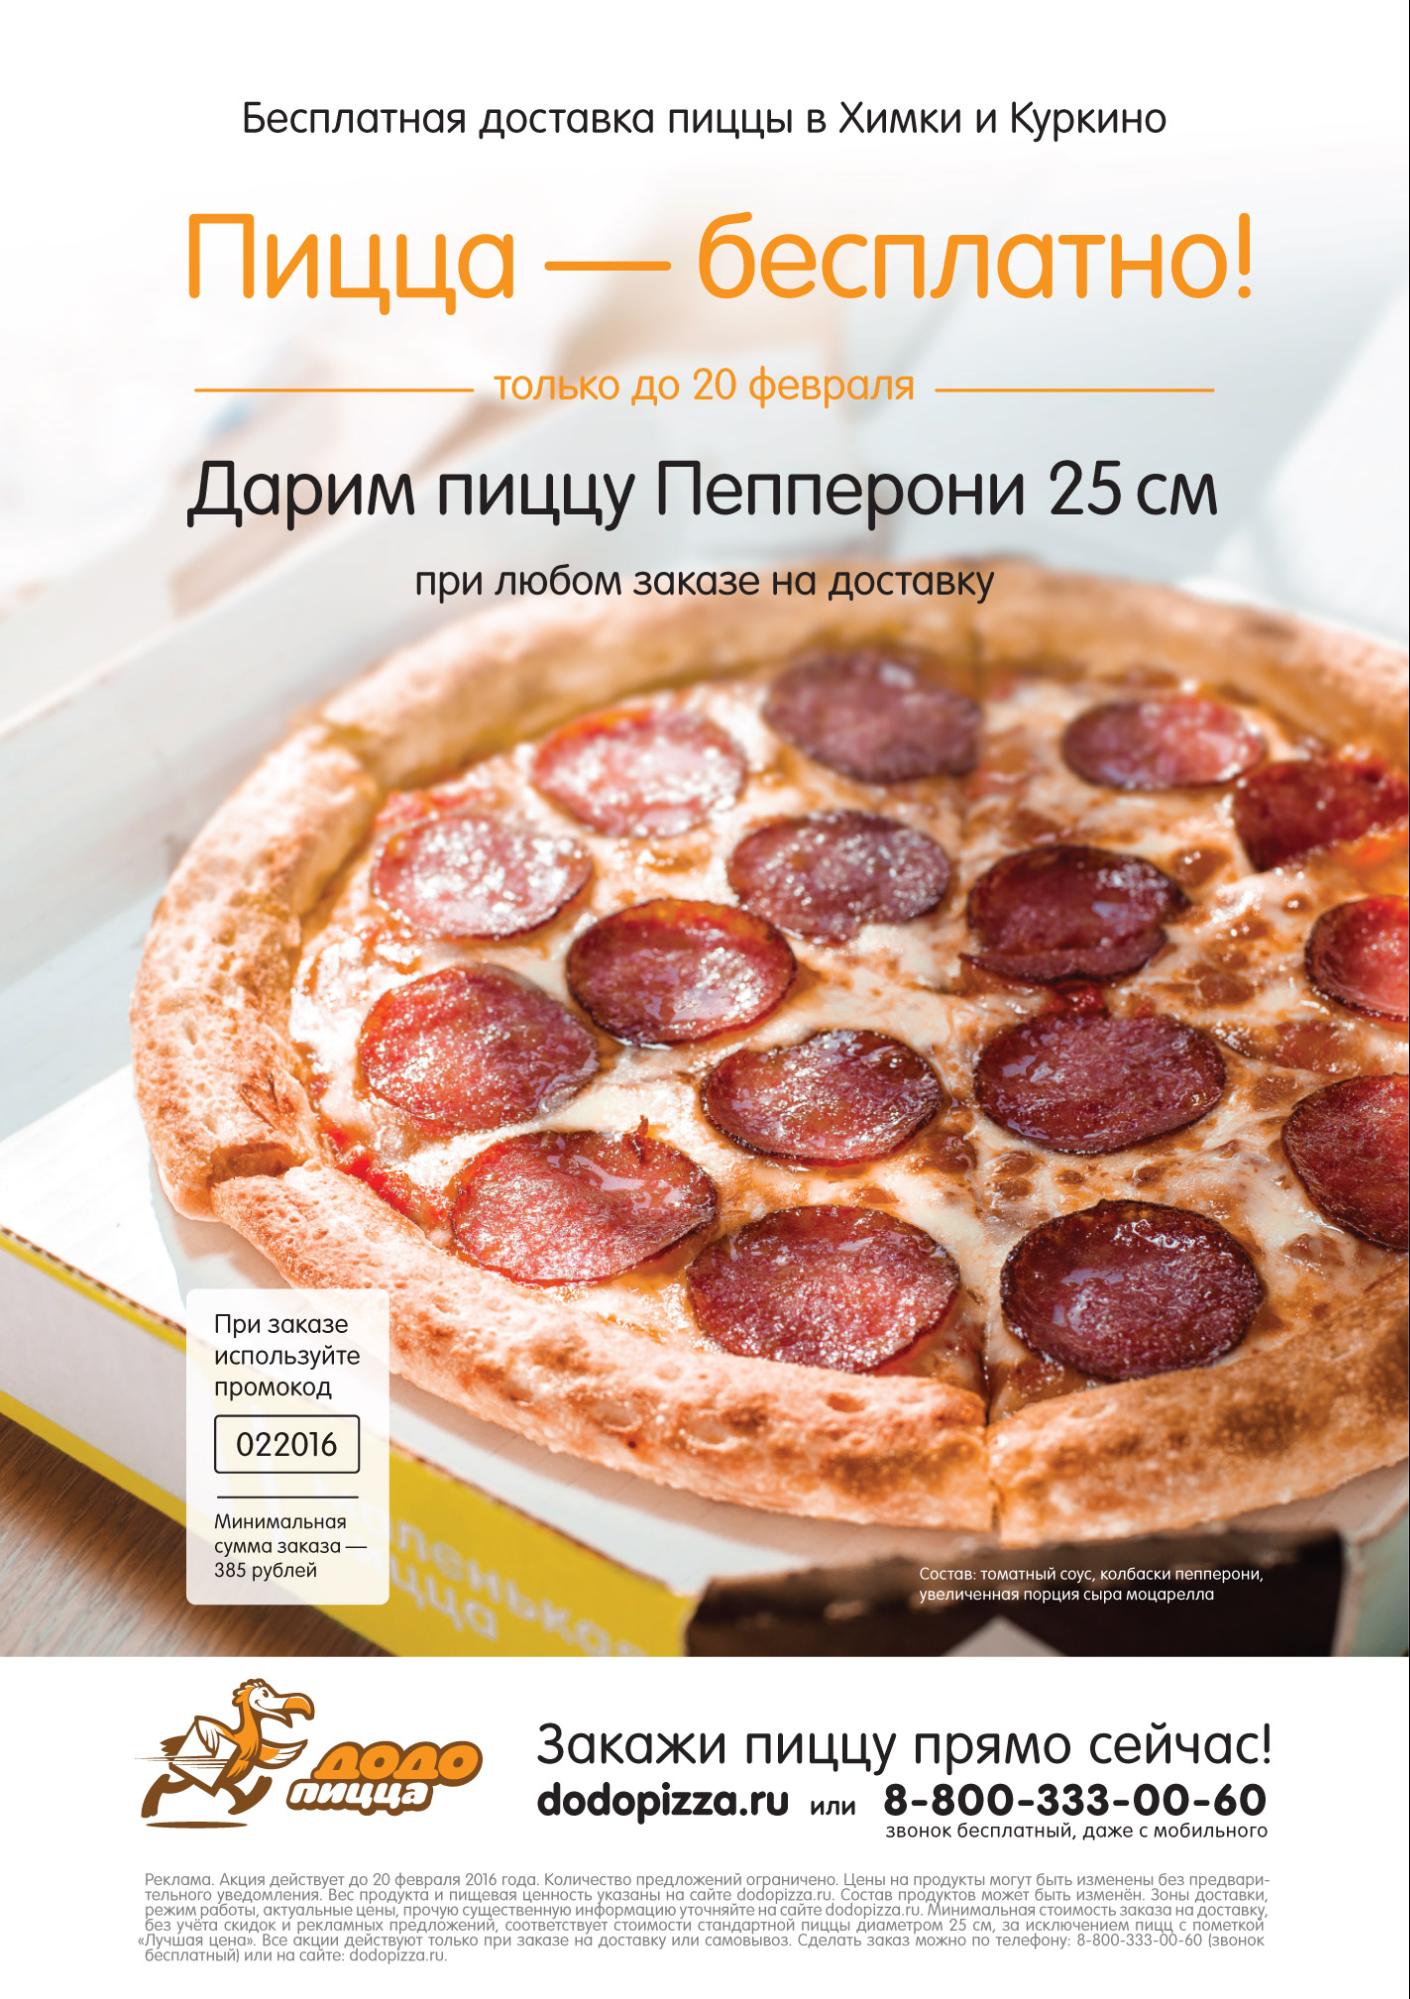 Бесплатная доставка пиццы в Химки и Куркино
Пицца — бесплатно!
только до 20 февраля
Дарим пиццу Пепперони 25 см
при любом заказе на доставку
При заказе
используйте
промокод
022016
Минимальная
сумма заказа —
385 рублей
Состав: томатный соус, колбаски пепперони,
увеличенная порция сыра моцарелла
додо
пицца
Закажи пиццу прямо сейчас!
dodopizza.ru или 8-800-333-00-60
звонок бесплатный, даже с мобильного
Реклама. Акция действует до 20 февраля 2016 года. Количество предложений ограничено. Цены на продукты могут быть изменены без предвари-
тельного уведомления. Вес продукта и пищевая ценность указаны на сайте dodopizza.ru. Состав продуктов может быть изменён. Зоны доставки,
режим работы, актуальные цены, прочую существенную информацию уточняйте на сайте dodopizza.ru. Минимальная стоимость заказа на доставку,
без учёта скидок и рекламных предложений, соответствует стоимости стандартной пиццы диаметром 25 см, за исключением пицц с пометкой
«Лучшая цена». Все акции действуют только при заказе на доставку или самовывоз. Сделать заказ можно по телефону: 8-800-333-00-60 (звонок
бесплатный) или на сайте: dodopizza.ru.